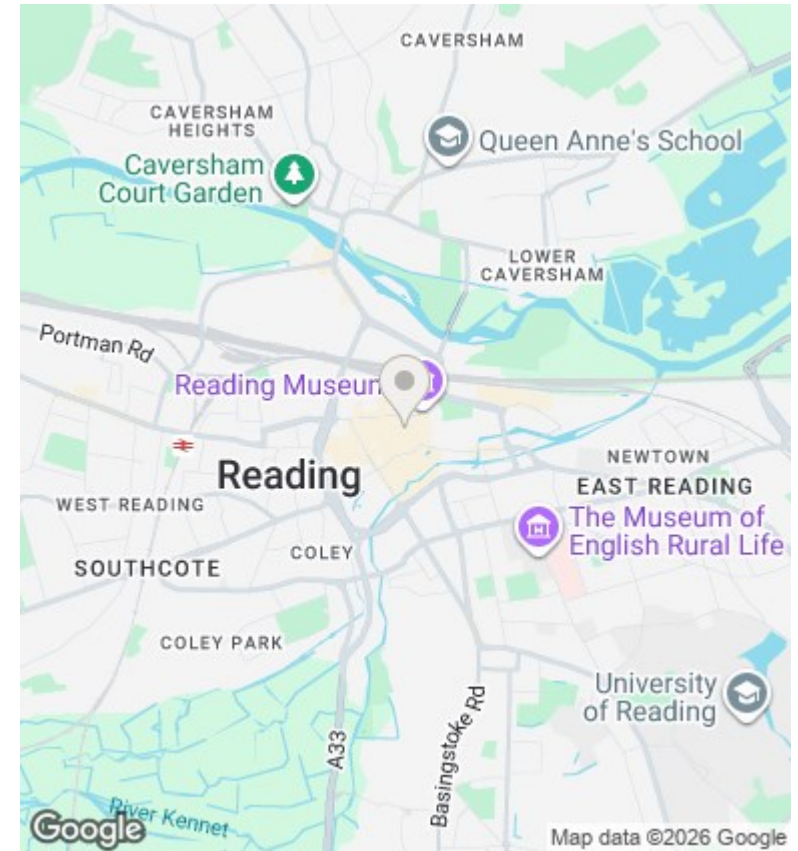 CAVERSHAM
CAVERSHAM
HEIGHTS
Queen Anne's School
Caversham
Court Garden
LOWER
CAVERSHAM
Portman Rd
Reading Museum
Reading
NEWTOWN
EAST READING
WEST READING
The Museum of
English Rural Life
COLEY
SOUTHCOTE
COLEY PARK
University
of Reading
A33
Basingstoke Rd
River Kennet
Google
Map data ©2026 Google